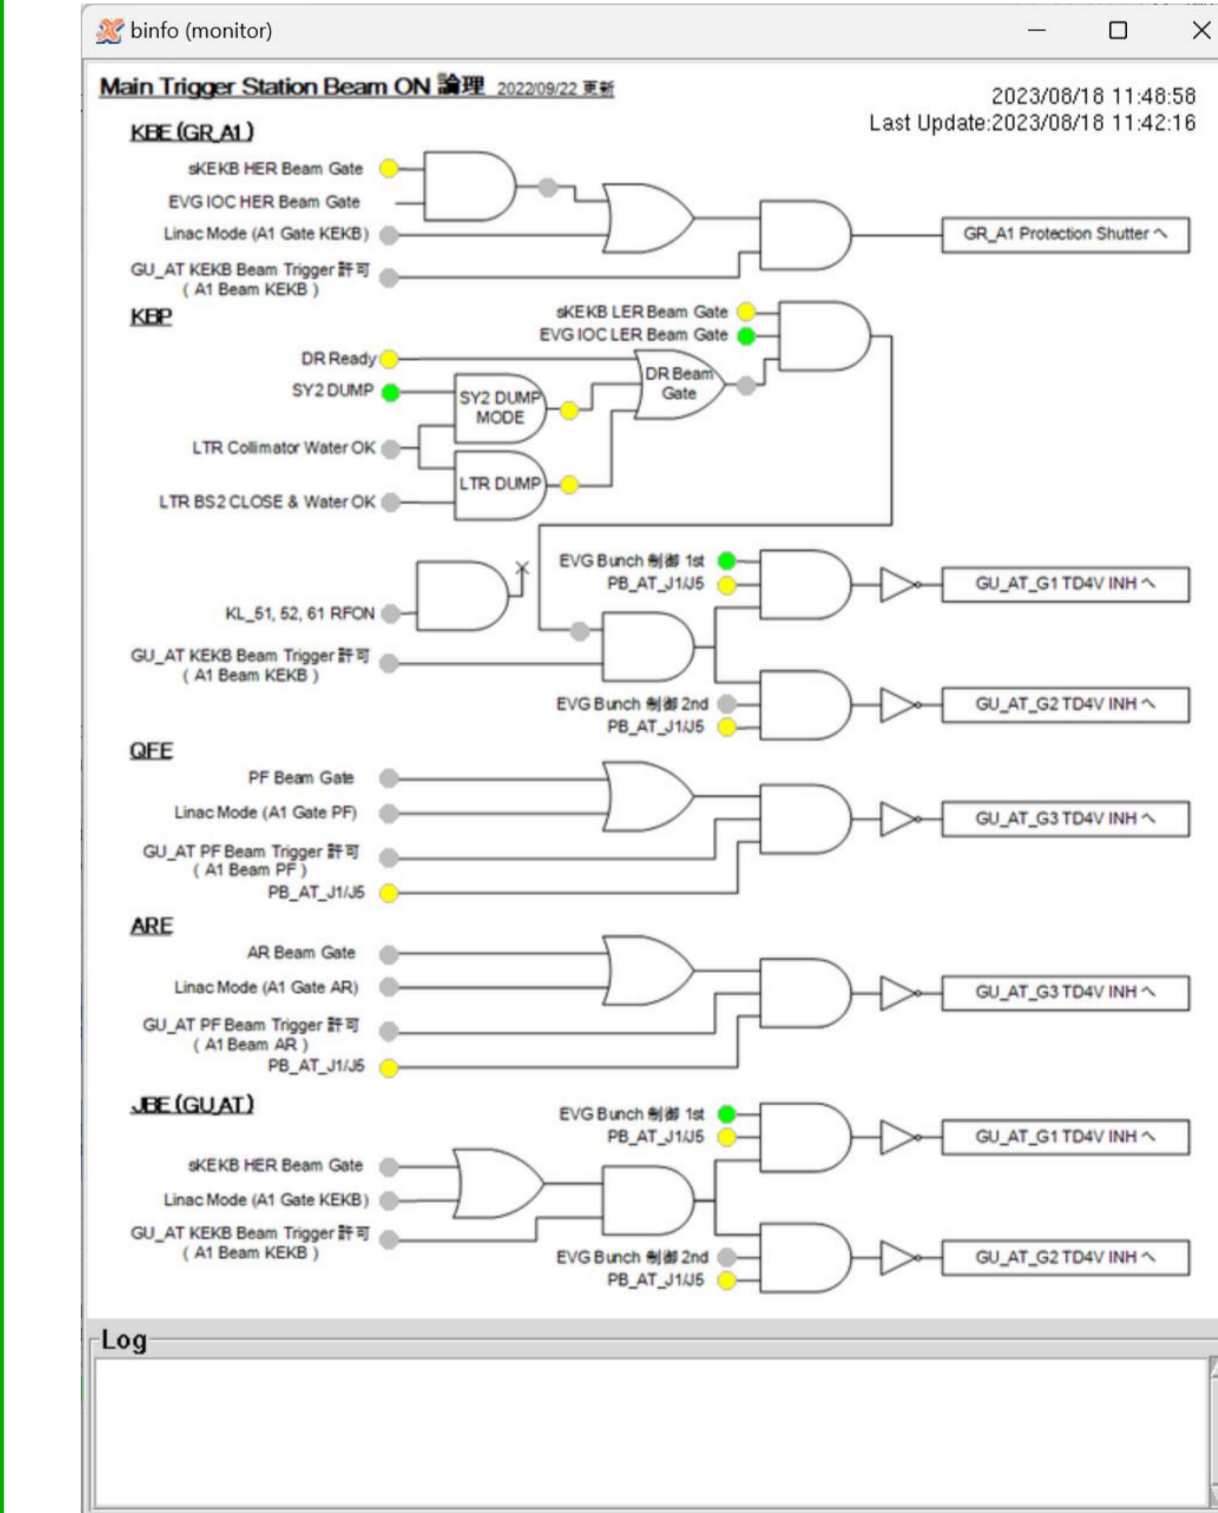 binfo (monitor)
Main Trigger Station Beam ON 論理 2022/09/22 更新
2023/08/18 11:48:58
Last Update:2023/08/18 11:42:16
KBE (GR_A1)
sKEKB HER Beam Gate
EVG IOC HER Beam Gate
Linac Mode (A1 Gate KEKB)
GR_A1 Protection Shutter へ
GU_AT KEKB Beam Trigger 許可
( A1 Beam KEKB )
KBP
sKEKB LER Beam Gate
EVG IOC LER Beam Gate
DR Ready
DR Beam
Gate
SY2 DUMP
SY2 DUMP
MODE
LTR Collimator Water OK
LTR DUMP
LTR BS2 CLOSE & Water OK
EVG Bunch 制御 1st
PB_AT_J1/J5
GU_AT_G1 TD4V INH へ
KL_51, 52, 61 RFON
GU_AT KEKB Beam Trigger 許可
( A1 Beam KEKB )
EVG Bunch 制御 2nd
PB_AT_J1/J5
GU_AT_G2 TD4V INH へ
QFE
PF Beam Gate
Linac Mode (A1 Gate PF)
GU_AT_G3 TD4V INH へ
GU_AT PF Beam Trigger 許可
( A1 Beam PF )
PB_AT_J1/J5
ARE
AR Beam Gate
Linac Mode (A1 Gate AR)
GU_AT_G3 TD4V INH へ
GU_AT PF Beam Trigger 許可
( A1 Beam AR )
PB_AT_J1/J5
JBE (GU_AT)
EVG Bunch 制御 1st
PB_AT_J1/J5
GU_AT_G1 TD4V INH へ
sKEKB HER Beam Gate
Linac Mode (A1 Gate KEKB)
GU_AT KEKB Beam Trigger 許可
( A1 Beam KEKB )
EVG Bunch 制御 2nd
PB_AT_J1/J5
GU_AT_G2 TD4V INH へ
Log